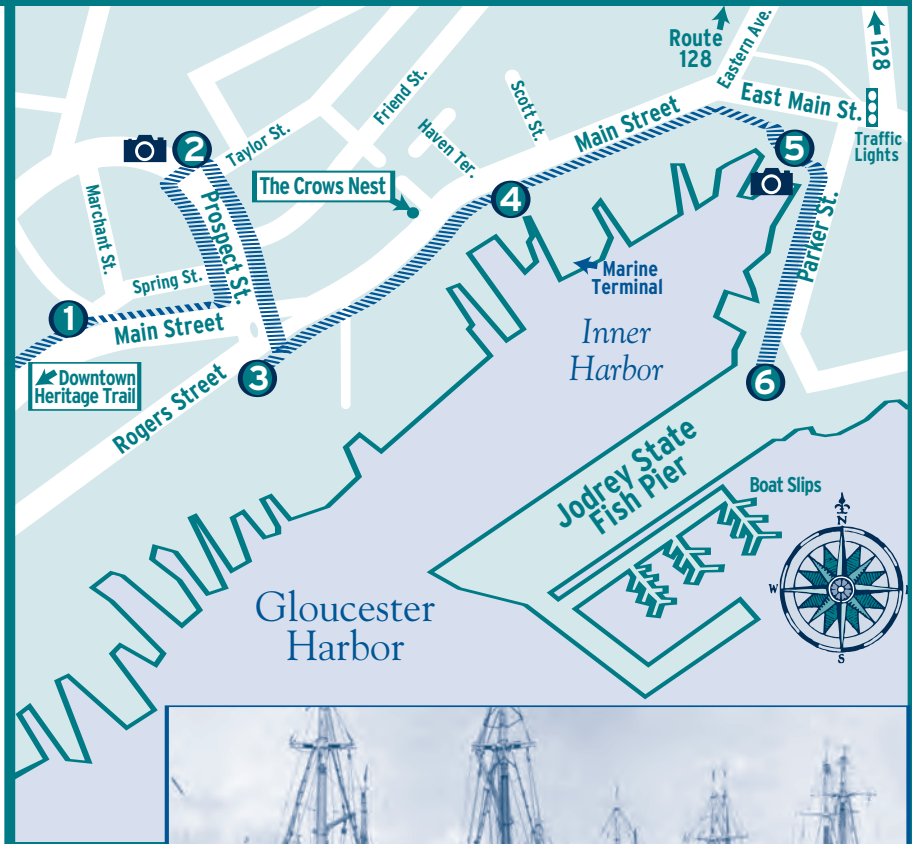 Route
128
Eastern Ave.
128
East Main St.
Traffic
Lights
Scott St.
Main Street
Friend St.
Haven Ter.
5
2
Taylor St.
The Crows Nest
4
Prospect St.
Marchant St.
Spring St.
Parker St.
Marine
Terminal
1
Main Street
Inner
Harbor
Downtown
Heritage Trail
3
6
Rogers Street
Jodrey State
Fish Pier
Boat Slips
N
W
S
Gloucester
Harbor